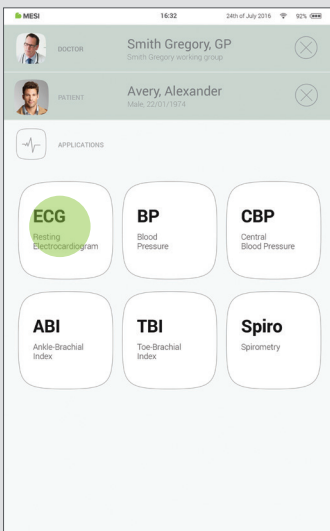 MESI 16:32 24th of July 2016 92%
DOCTOR
Smith Gregory, GP
Smith Gregory working group
PATIENT
Avery, Alexander
Male, 22/01/1974
APPLICATIONS
ECG
Resting
Electrocardiogram
BP
Blood
Pressure
CBP
Central
Blood Pressure
ABI
Ankle-Brachial
Index
TBI
Toe-Brachial
Index
Spiro
Spirometry